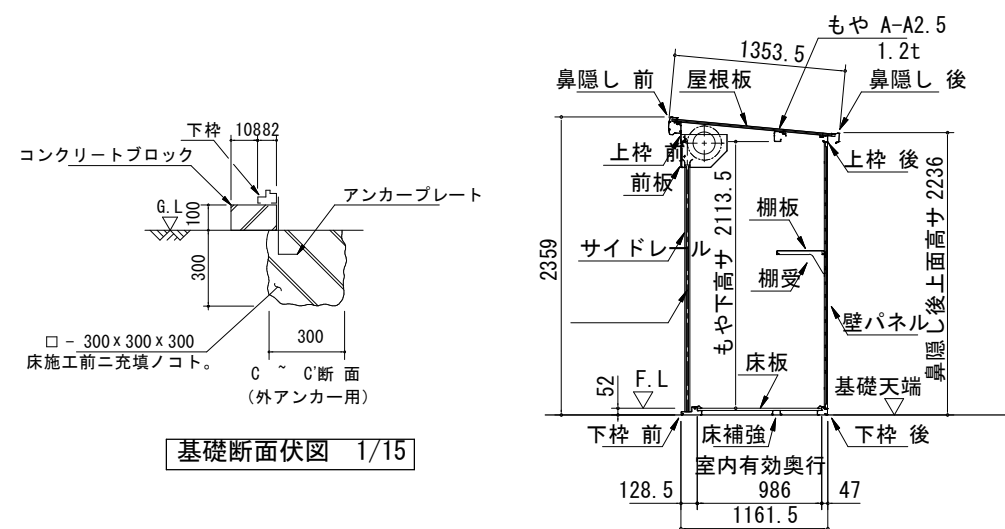 下枠
10882
コンクリートブロック
アンカープレート
G.L
100
300
□ - 300x300x300
床施工前ニ充填ノコト。
300
C ~ C'断 面
(外アンカー用)
基礎断面伏図 1/15
もや A-A2.5
1.2t
1353.5
鼻隠し 前
屋根板
鼻隠し 後
上枠 前
上枠 後
前板
2359
サイドレール
もや下高サ 2113.5
棚板
棚受
鼻隠し後上面高サ 2236
壁パネル
床板
52
F.L
基礎天端
下枠 前
床補強
下枠 後
室内有効奥行
128.5
986
47
1161.5